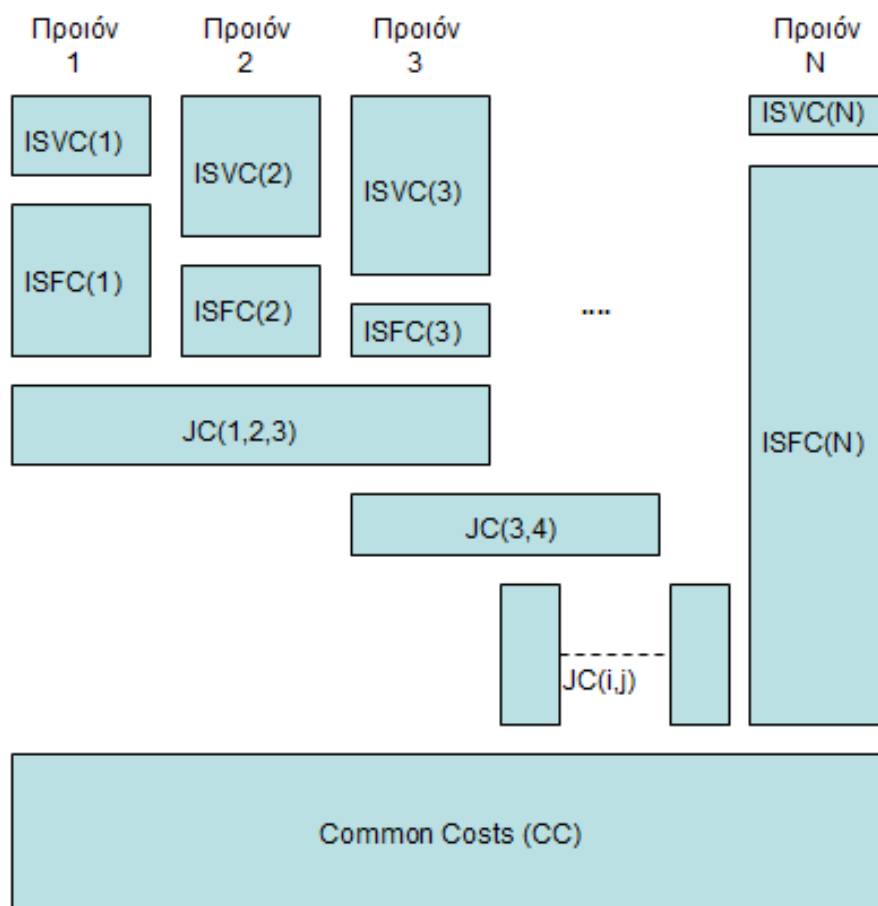 Προιόν
1
Προιόν
2
Προιόν
3
Προιόν
N
ISVC(1)
ISVC(2)
ISVC(3)
ISVC(N)
ISFC(1)
ISFC(2)
ISFC(3)
....
ISFC(N)
JC(1,2,3)
JC(3,4)
JC(i,j)
Common Costs (CC)